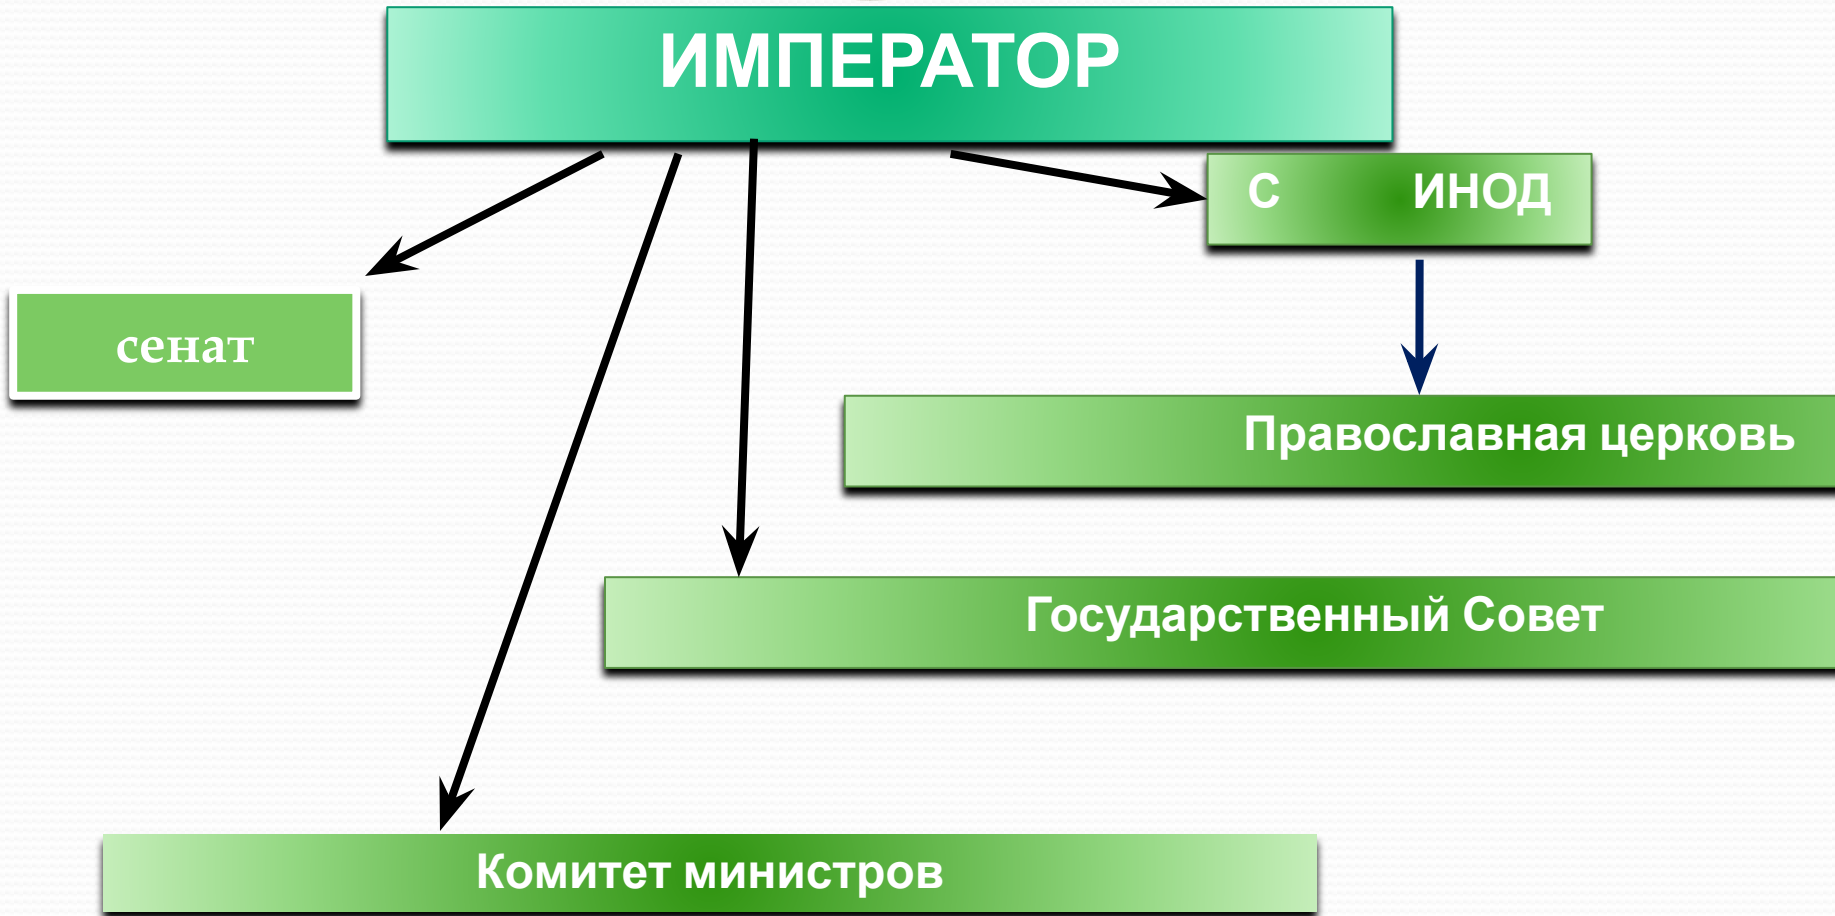 ИМПЕРАТОР
С ИНОД
сенат
Православная церковь
Государственный Совет
Комитет министров